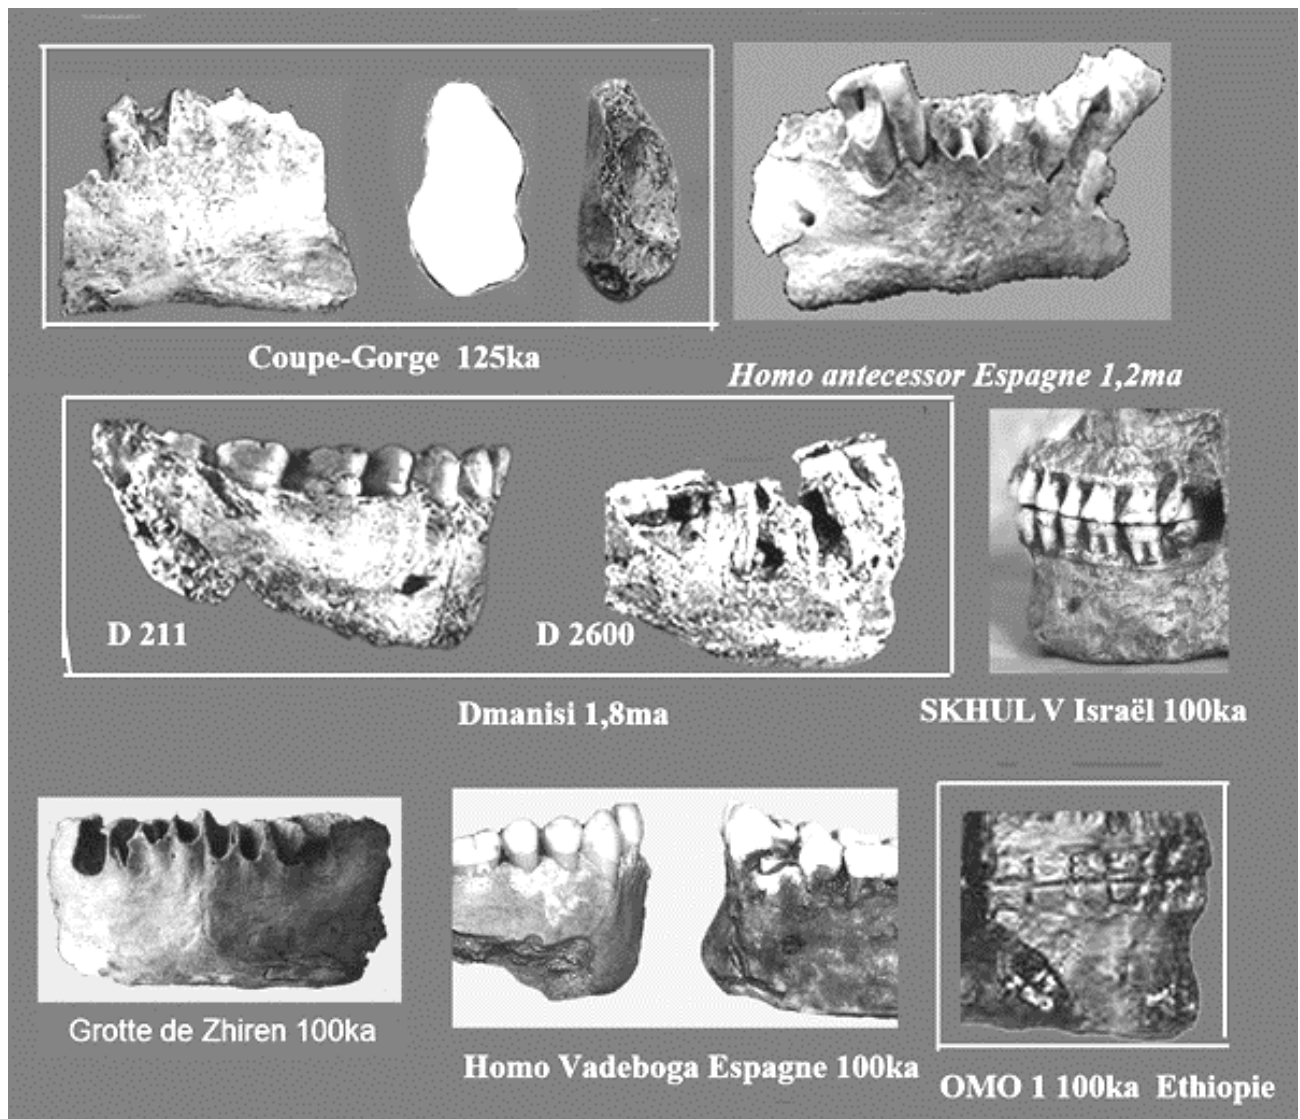 Coupe-Gorge 125ka
Homo antecessor Espagne 1,2ma
D 211
D 2600
Dmanisi 1,8ma
SKHUL V Israël 100ka
Grotte de Zhiren 100ka
Homo Vadeboga Espagne 100ka
OMO 1 100ka Ethiopie